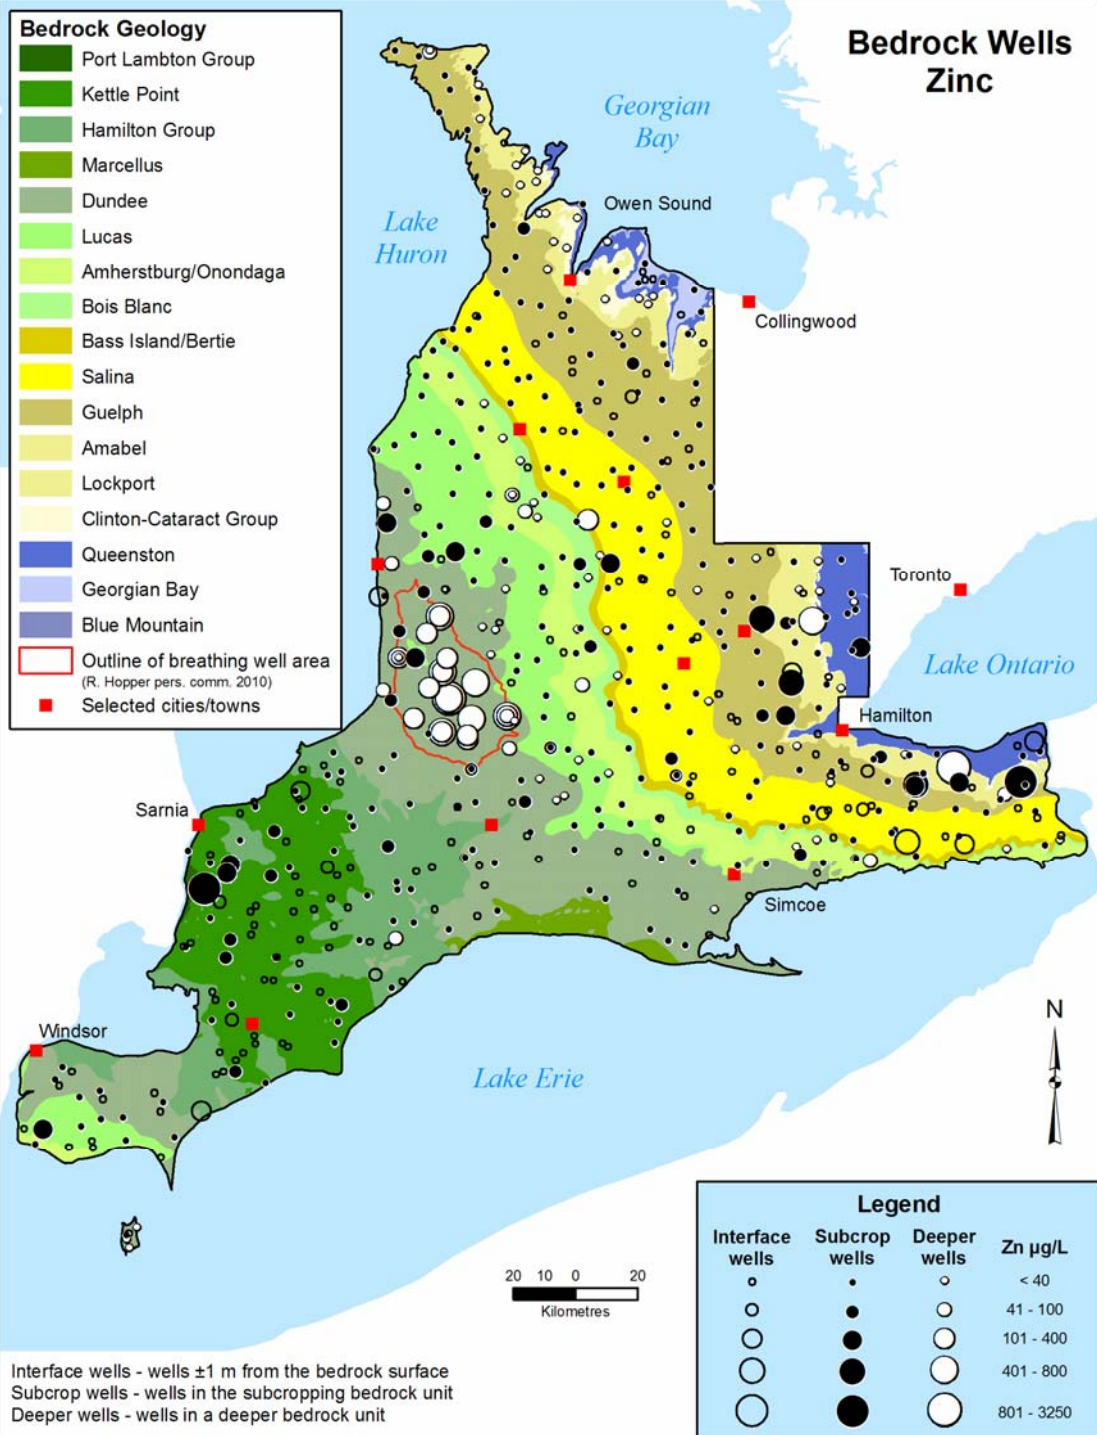 Bedrock Geology
Port Lambton Group
Kettle Point
Hamilton Group
Marcellus
Dundee
Lucas
Amherstburg/Onondaga
Bois Blanc
Bass Island/Bertie
Salina
Guelph
Amabel
Lockport
Clinton-Cataract Group
Queenston
Georgian Bay
Blue Mountain
Outline of breathing well area
(R. Hopper pers. comm. 2010)
Selected cities/towns
Bedrock Wells
Zinc
Georgian
Bay
Owen Sound
Lake
Huron
Collingwood
Toronto
Lake Ontario
Hamilton
Sarnia
Simcoe
Windsor
Lake Erie
N
20 10 0 20
Kilometres
Legend
Interface wells Subcrop wells Deeper wells Zn µg/L
< 40
41 - 100
101 - 400
401 - 800
801 - 3250
Interface wells - wells ±1 m from the bedrock surface
Subcrop wells - wells in the subcropping bedrock unit
Deeper wells - wells in a deeper bedrock unit